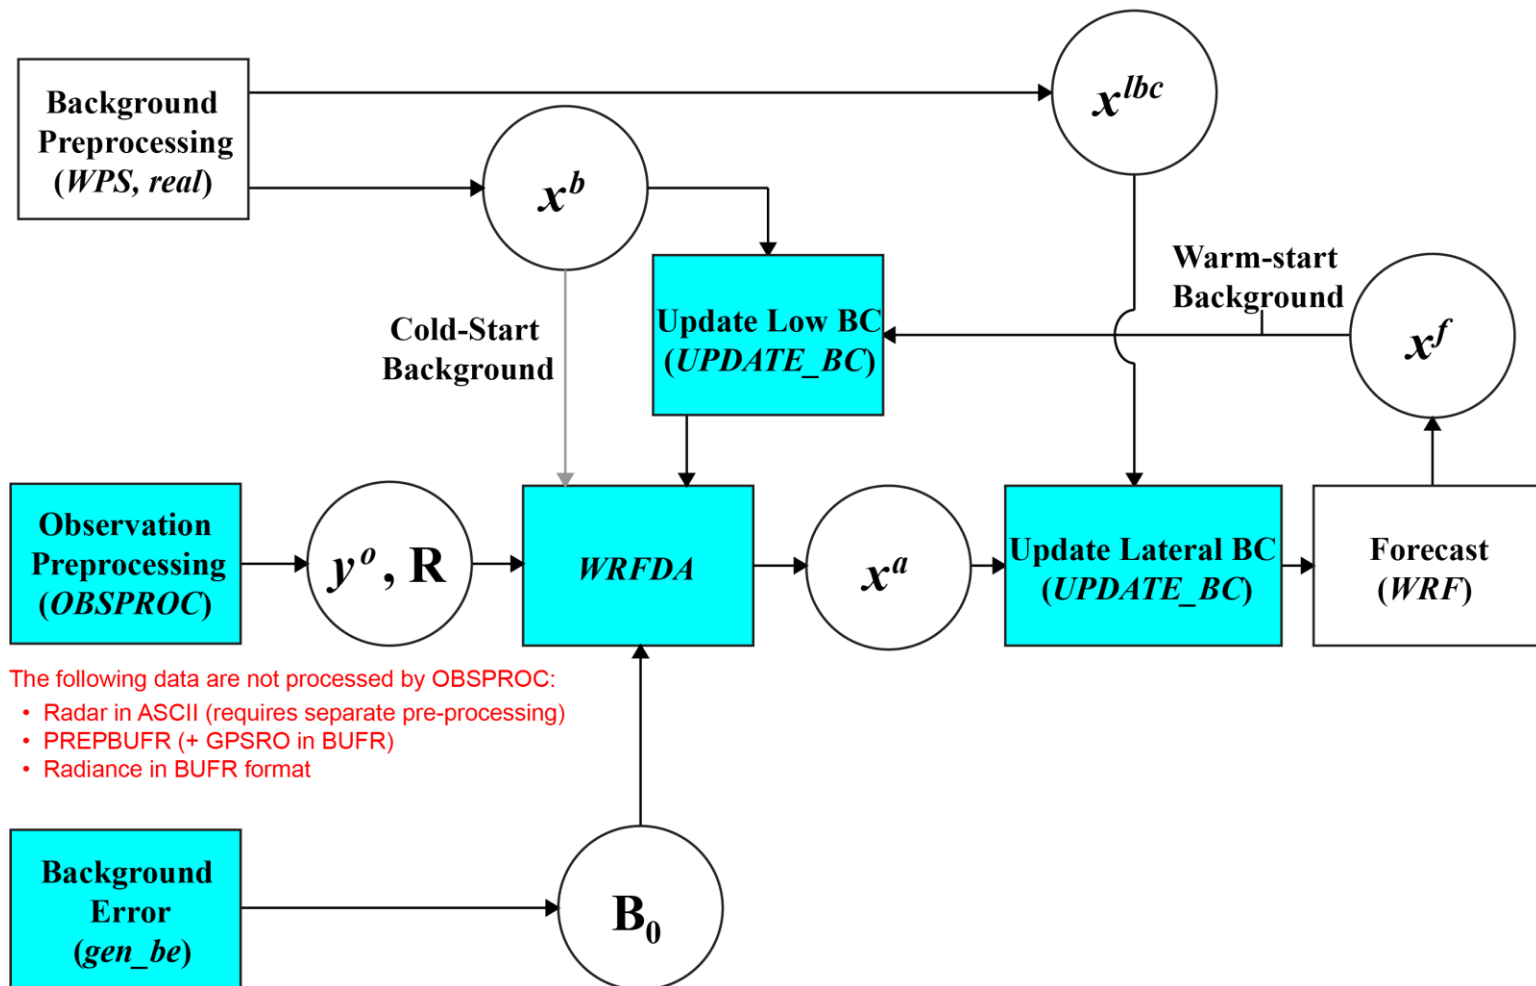 Background
Preprocessing
(WPS, real)
x^b
x^lbc
Cold-Start
Background
Update Low BC
(UPDATE_BC)
Warm-start
Background
x^f
Observation
Preprocessing
(OBSPROC)
y^o, R
WRFDA
x^a
Update Lateral BC
(UPDATE_BC)
Forecast
(WRF)
The following data are not processed by OBSPROC:
• Radar in ASCII (requires separate pre-processing)
• PREPBUFR (+ GPSRO in BUFR)
• Radiance in BUFR format
Background
Error
(gen_be)
B₀